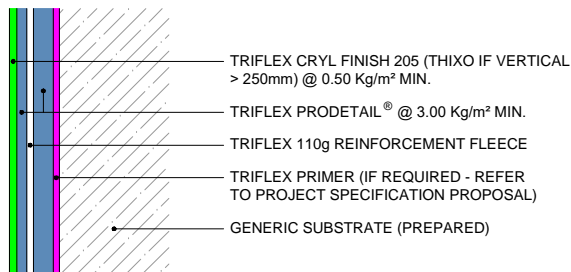 TRIFLEX CRYL FINISH 205 (THIXO IF VERTICAL
> 250mm) @ 0.50 Kg/m² MIN.
TRIFLEX PRODETAIL® @ 3.00 Kg/m² MIN.
TRIFLEX 110g REINFORCEMENT FLEECE
TRIFLEX PRIMER (IF REQUIRED - REFER
TO PROJECT SPECIFICATION PROPOSAL)
GENERIC SUBSTRATE (PREPARED)